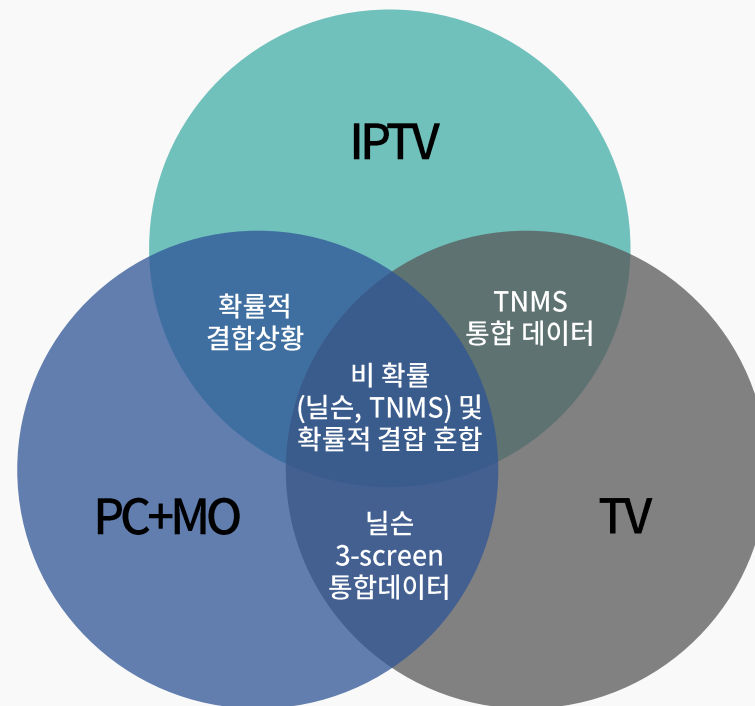 IPTV
확률적
결합상황
TNMS
통합 데이터
비 확률
(닐슨, TNMS) 및
확률적 결합 혼합
PC+MO
TV
닐슨
3-screen
통합데이터